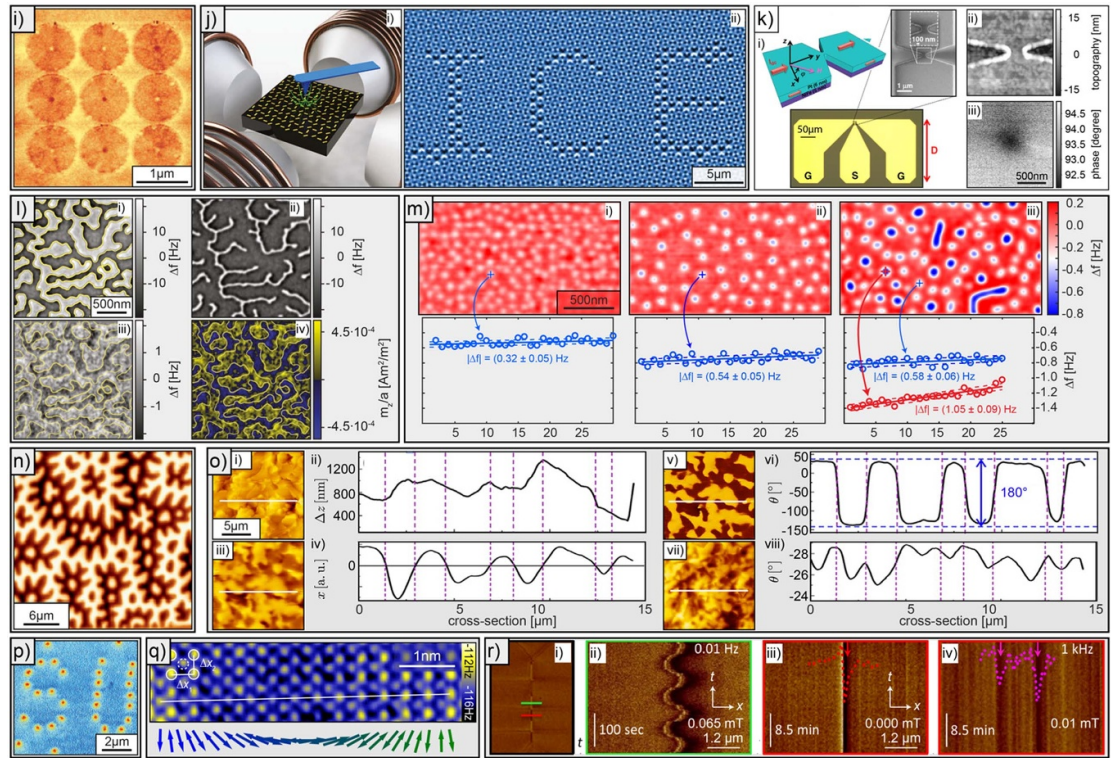 i)
1µm
j)
i)
ii)
I C E
5µm
k)
i)
100 nm
1 µm
50µm
G S G
D
ii)
15
0
-15
topography [nm]
iii)
500nm
94.5
94.0
93.5
93.0
92.5
phase [degree]
l)
i)
500nm
10
0
-10
Δf [Hz]
ii)
10
0
-10
Δf [Hz]
iii)
1
0
-1
Δf [Hz]
iv)
4.5·10⁻⁴
-4.5·10⁻⁴
m)
i)
500nm
ii)
iii)
0.2
0.0
-0.2
-0.4
-0.6
-0.8
Δf [Hz]
|Δf| = (0.32 ± 0.05) Hz
|Δf| = (0.54 ± 0.05) Hz
|Δf| = (0.58 ± 0.06) Hz
|Δf| = (1.05 ± 0.09) Hz
-0.4
-0.6
-0.8
-1.0
-1.2
-1.4
Δf [Hz]
5 10 15 20 25
5 10 15 20 25
5 10 15 20 25 30
n)
6µm
o)
i)
5µm
ii)
1200
800
400
Δz [nm]
iii)
iv)
0
x [a. u.]
0 5 10 15
cross-section [µm]
v)
vi)
50
0
-50
-100
-150
θ [°]
180°
vii)
viii)
-28
-26
-24
θ [°]
0 5 10 15
cross-section [µm]
p)
2µm
q)
Δx
Δx
1nm
-112Hz
-116Hz
r)
i)
t
ii)
0.01 Hz
t
x
100 sec
0.065 mT
1.2 µm
iii)
t
x
8.5 min
0.000 mT
1.2 µm
iv)
1 kHz
t
x
8.5 min
0.01 mT